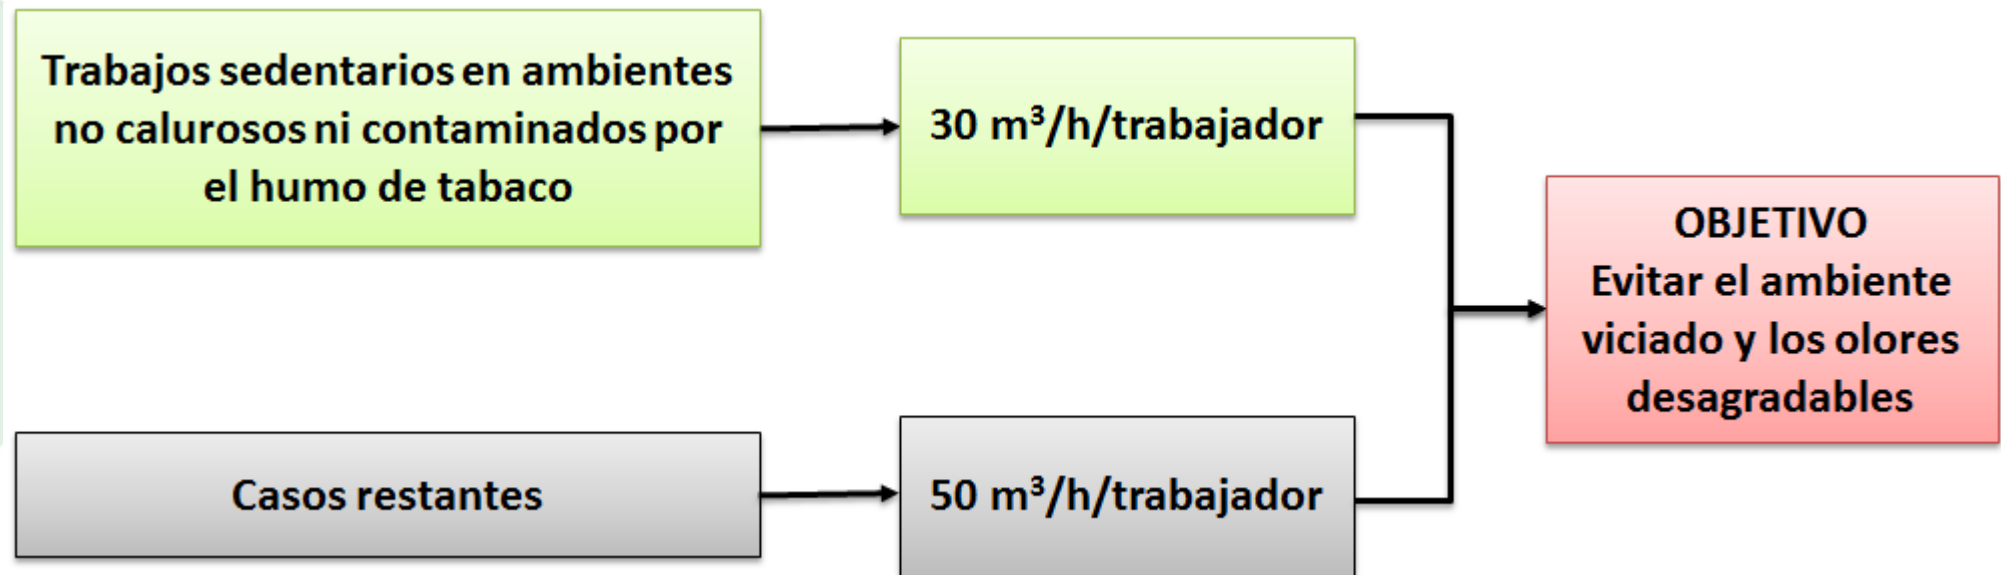 Trabajos sedentarios en ambientes
no calurosos ni contaminados por
el humo de tabaco
30 m³/h/trabajador
OBJETIVO
Evitar el ambiente
viciado y los olores
desagradables
Casos restantes
50 m³/h/trabajador